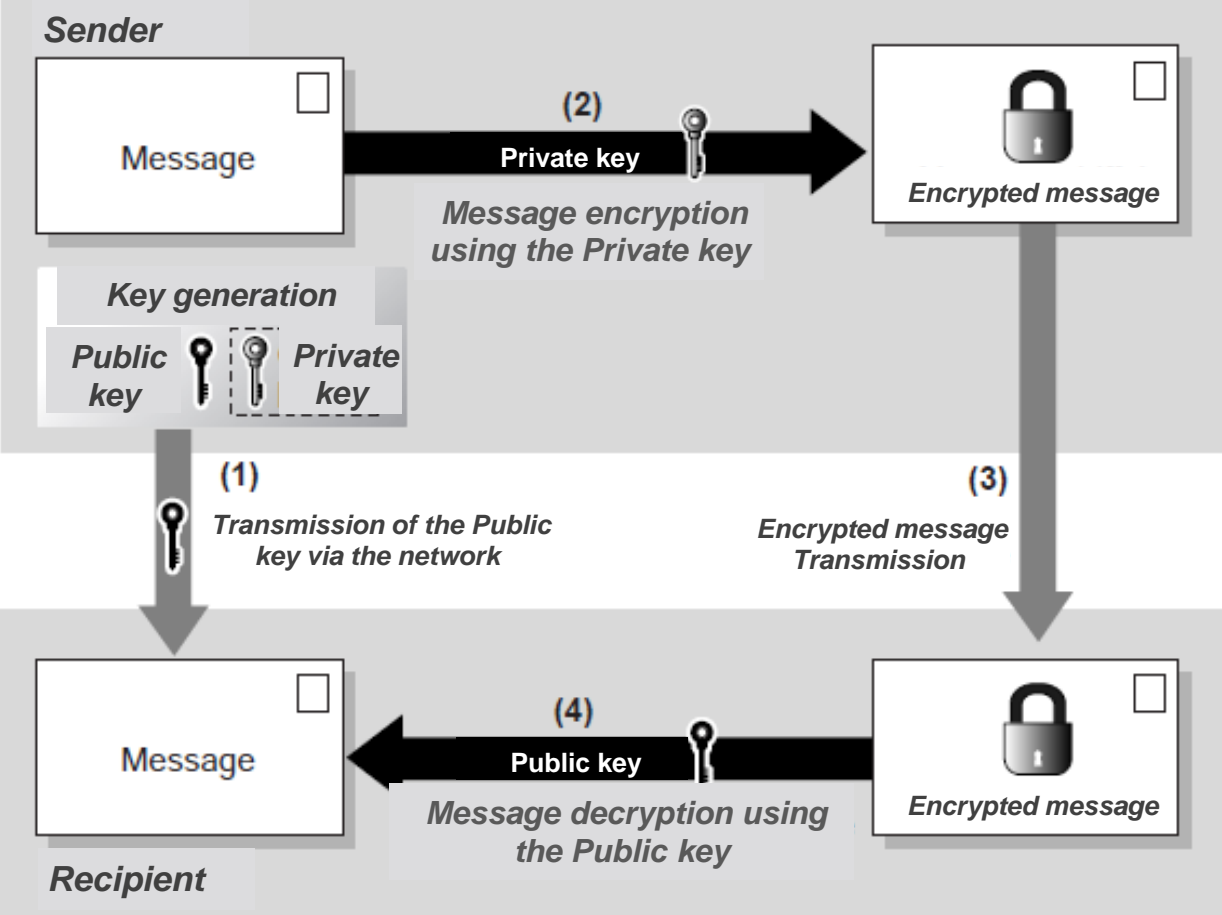 Sender
Message
(2)
Private key
Message encryption
using the Private key
Encrypted message
Key generation
Public
key
Private
key
(1)
Transmission of the Public
key via the network
(3)
Encrypted message
Transmission
Message
(4)
Public key
Message decryption using
the Public key
Encrypted message
Recipient